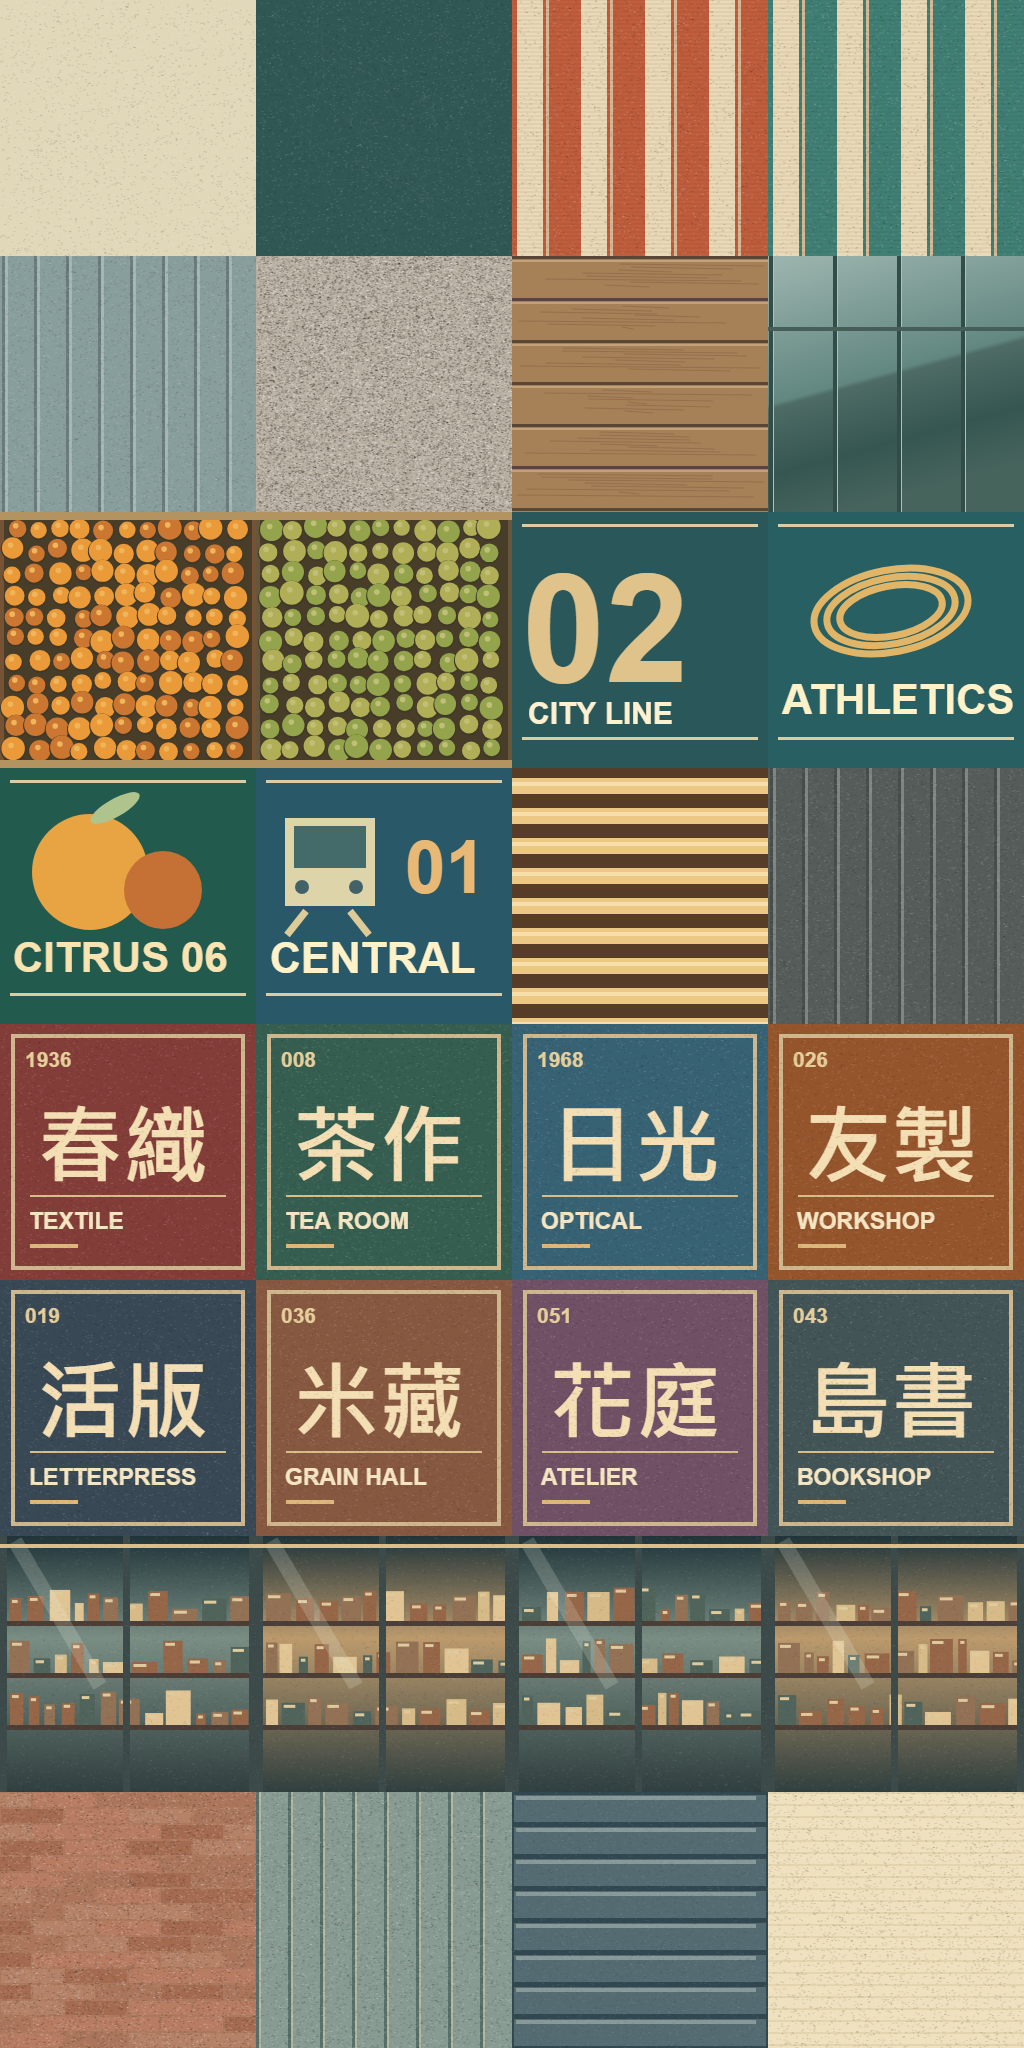 02
CITY LINE
ATHLETICS
CITRUS 06
01
CENTRAL
1936
春織
TEXTILE
008
茶作
TEA ROOM
1968
日光
OPTICAL
026
友製
WORKSHOP
019
活版
LETTERPRESS
036
米藏
GRAIN HALL
051
花庭
ATELIER
043
島書
BOOKSHOP